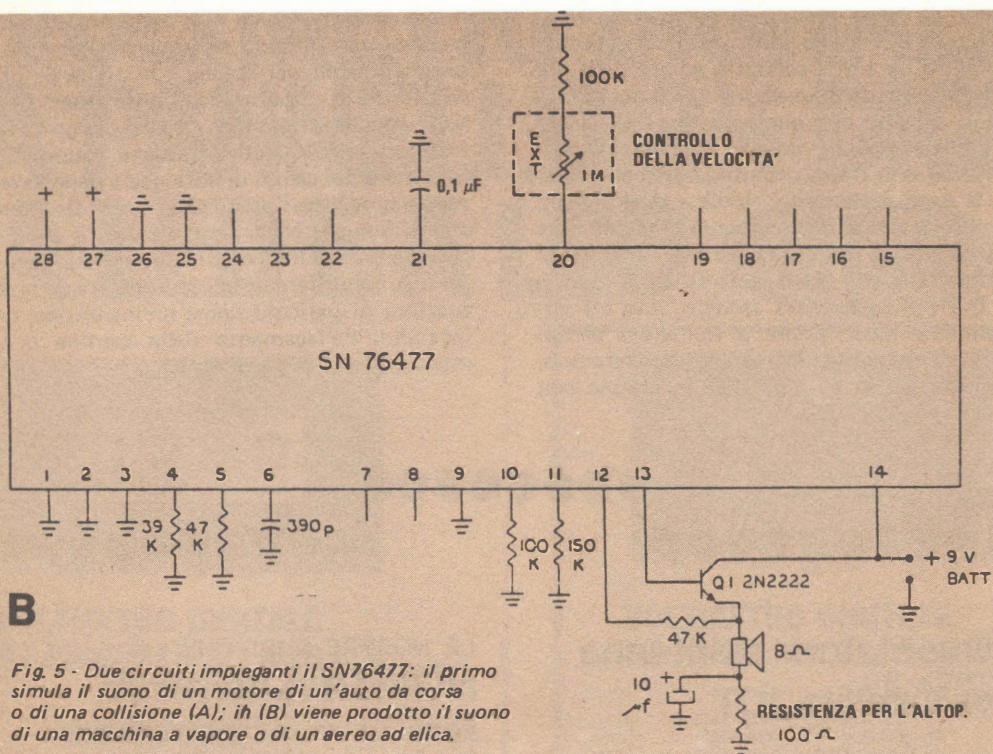 100K
EXT
1M
CONTROLLO
DELLA VELOCITA'
0,1 µF
+ +
28 27 26 25 24 23 22 21 20 19 18 17 16 15
SN 76477
1 2 3 4 5 6 7 8 9 10 11 12 13 14
39
K
47
K
390p
100
K
150
K
Q1 2N2222
+ 9 V
BATT
47 K
8Ω
10 +
f
RESISTENZA PER L'ALTOP.
100 Ω
B
Fig. 5 - Due circuiti impieganti il SN76477: il primo
simula il suono di un motore di un'auto da corsa
o di una collisione (A); ih (B) viene prodotto il suono
di una macchina a vapore o di un aereo ad elica.